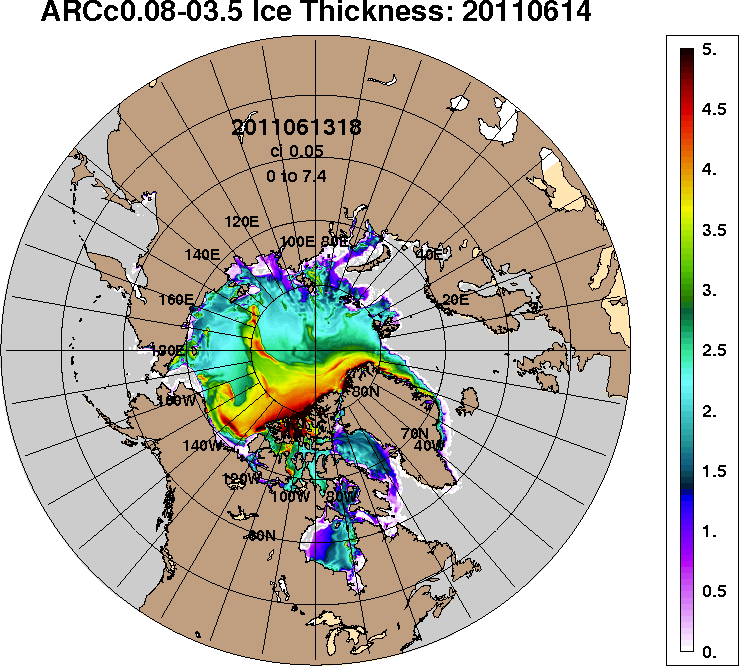 ARCc0.08-03.5 Ice Thickness: 20110614
2011061318
ci 0.05
0 to 7.4
120E
100E
80E
140E
40E
160E
20E
180E
160W
80N
140W
70N
40W
120W
100W
80W
60N
5.
4.5
4.
3.5
3.
2.5
2.
1.5
1.
0.5
0.